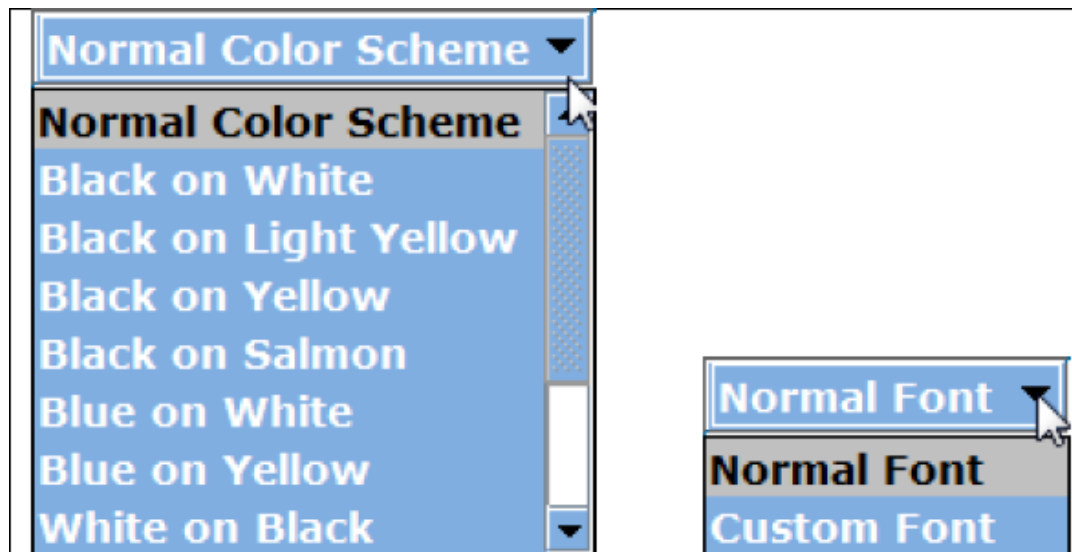 Normal Color Scheme
Normal Color Scheme
Black on White
Black on Light Yellow
Black on Yellow
Black on Salmon
Blue on White
Blue on Yellow
White on Black
Normal Font
Normal Font
Custom Font